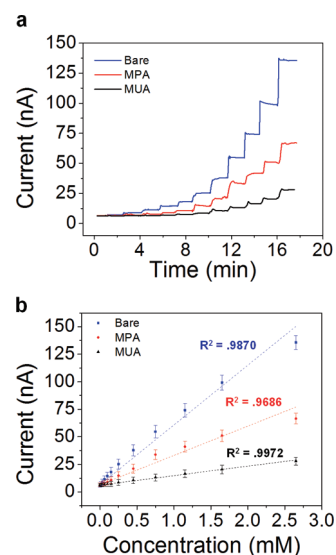 a
150
125
100
75
50
25
0
Current (nA)
Bare
MPA
MUA
0 4 8 12 16 20
Time (min)
b
150
125
100
75
50
25
0
Current (nA)
Bare
MPA
MUA
R² = .9870
R² = .9686
R² = .9972
0.0 0.5 1.0 1.5 2.0 2.5 3.0
Concentration (mM)